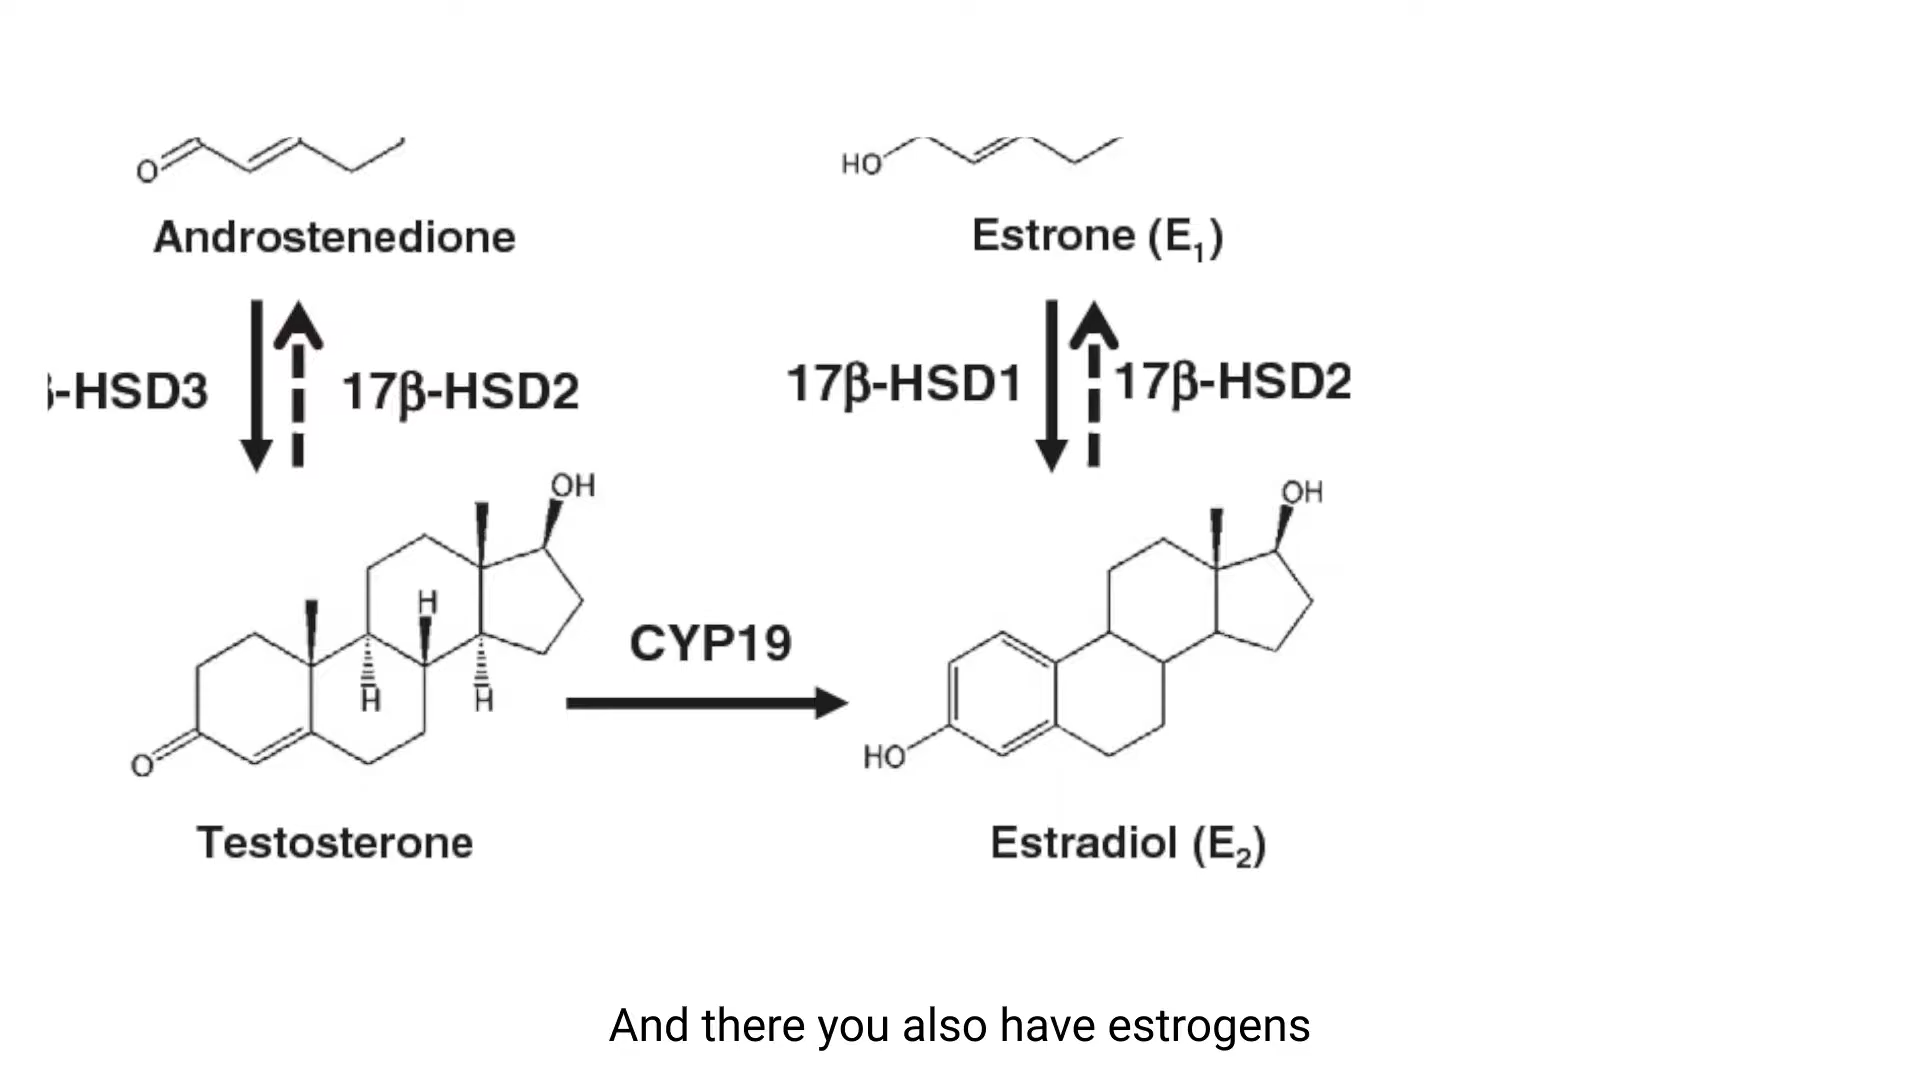 O
HO
Androstenedione
Estrone (E₁)
-HSD3
17β-HSD2
17β-HSD1
17β-HSD2
OH
OH
H
CYP19
H
H
O
HO
Testosterone
Estradiol (E₂)
And there you also have estrogens